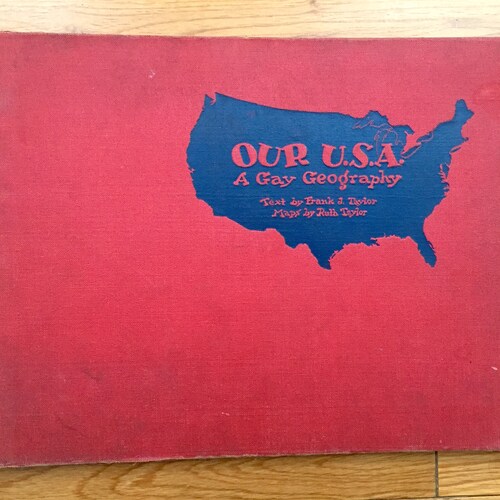 OUR U.S.A.
A Gay Geography
Text by Frank J. Taylor
Maps by Ruth Taylor